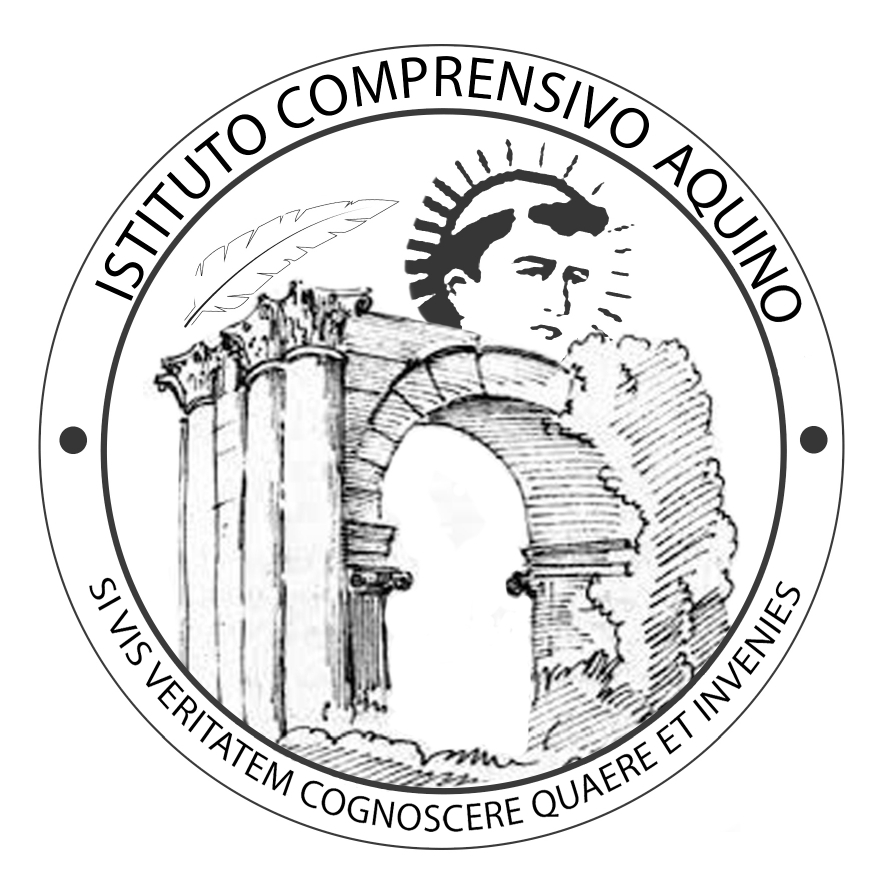 ISTITUTO COMPRENSIVO AQUINO
SI VIS VERITATEM COGNOSCERE QUAERE ET INVENIES